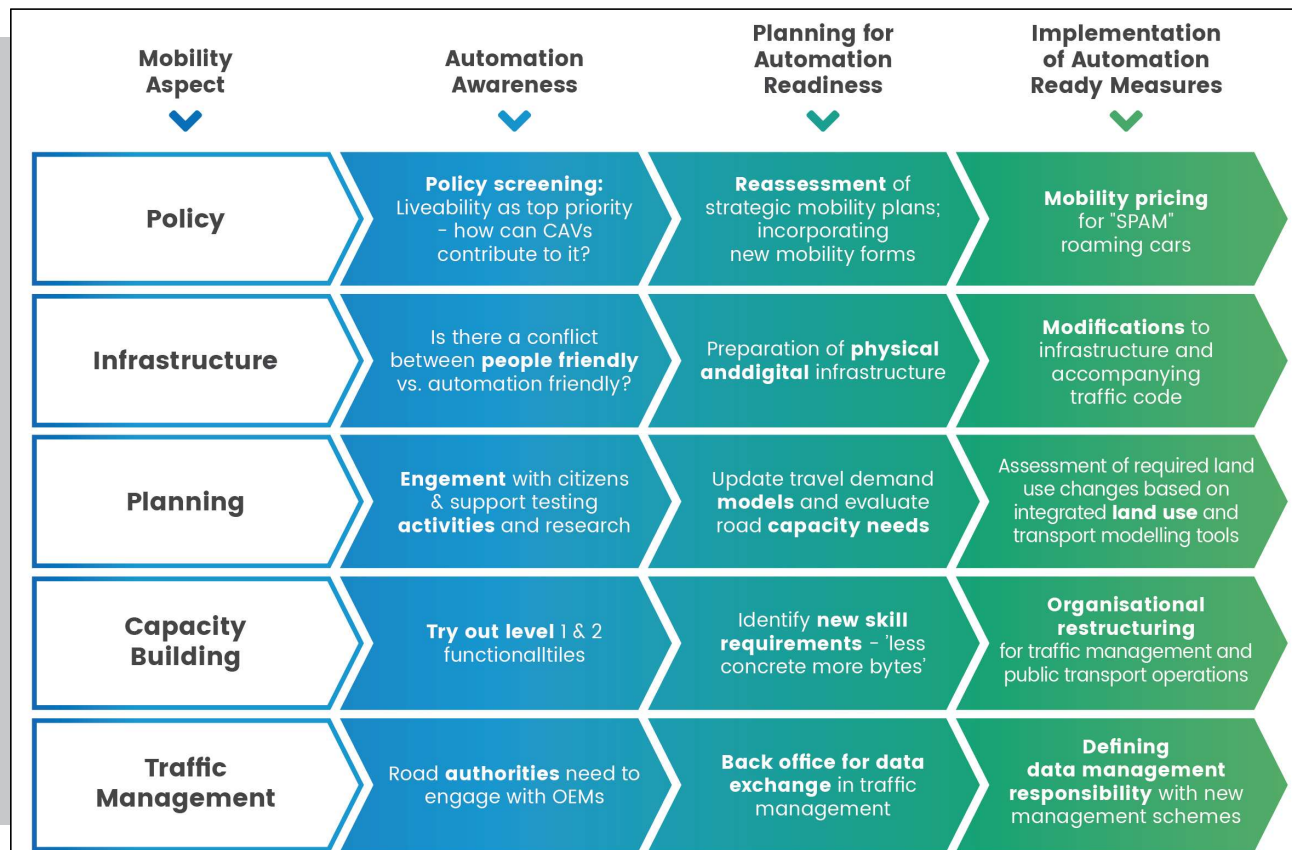 Mobility
Aspect
Automation
Awareness
Planning for
Automation
Readiness
Implementation
of Automation
Ready Measures
Policy
Policy screening:
Liveability as top priority
- how can CAVs
contribute to it?
Reassessment of
strategic mobility plans;
incorporating
new mobility forms
Mobility pricing
for "SPAM"
roaming cars
Infrastructure
Is there a conflict
between people friendly
vs. automation friendly?
Preparation of physical
anddigital infrastructure
Modifications to
infrastructure and
accompanying
traffic code
Planning
Engement with citizens
& support testing
activities and research
Update travel demand
models and evaluate
road capacity needs
Assessment of required land
use changes based on
integrated land use and
transport modelling tools
Capacity
Building
Try out level 1 & 2
functionalltiles
Identify new skill
requirements - 'less
concrete more bytes'
Organisational
restructuring
for traffic management and
public transport operations
Traffic
Management
Road authorities need to
engage with OEMs
Back office for data
exchange in traffic
management
Defining
data management
responsibility with new
management schemes